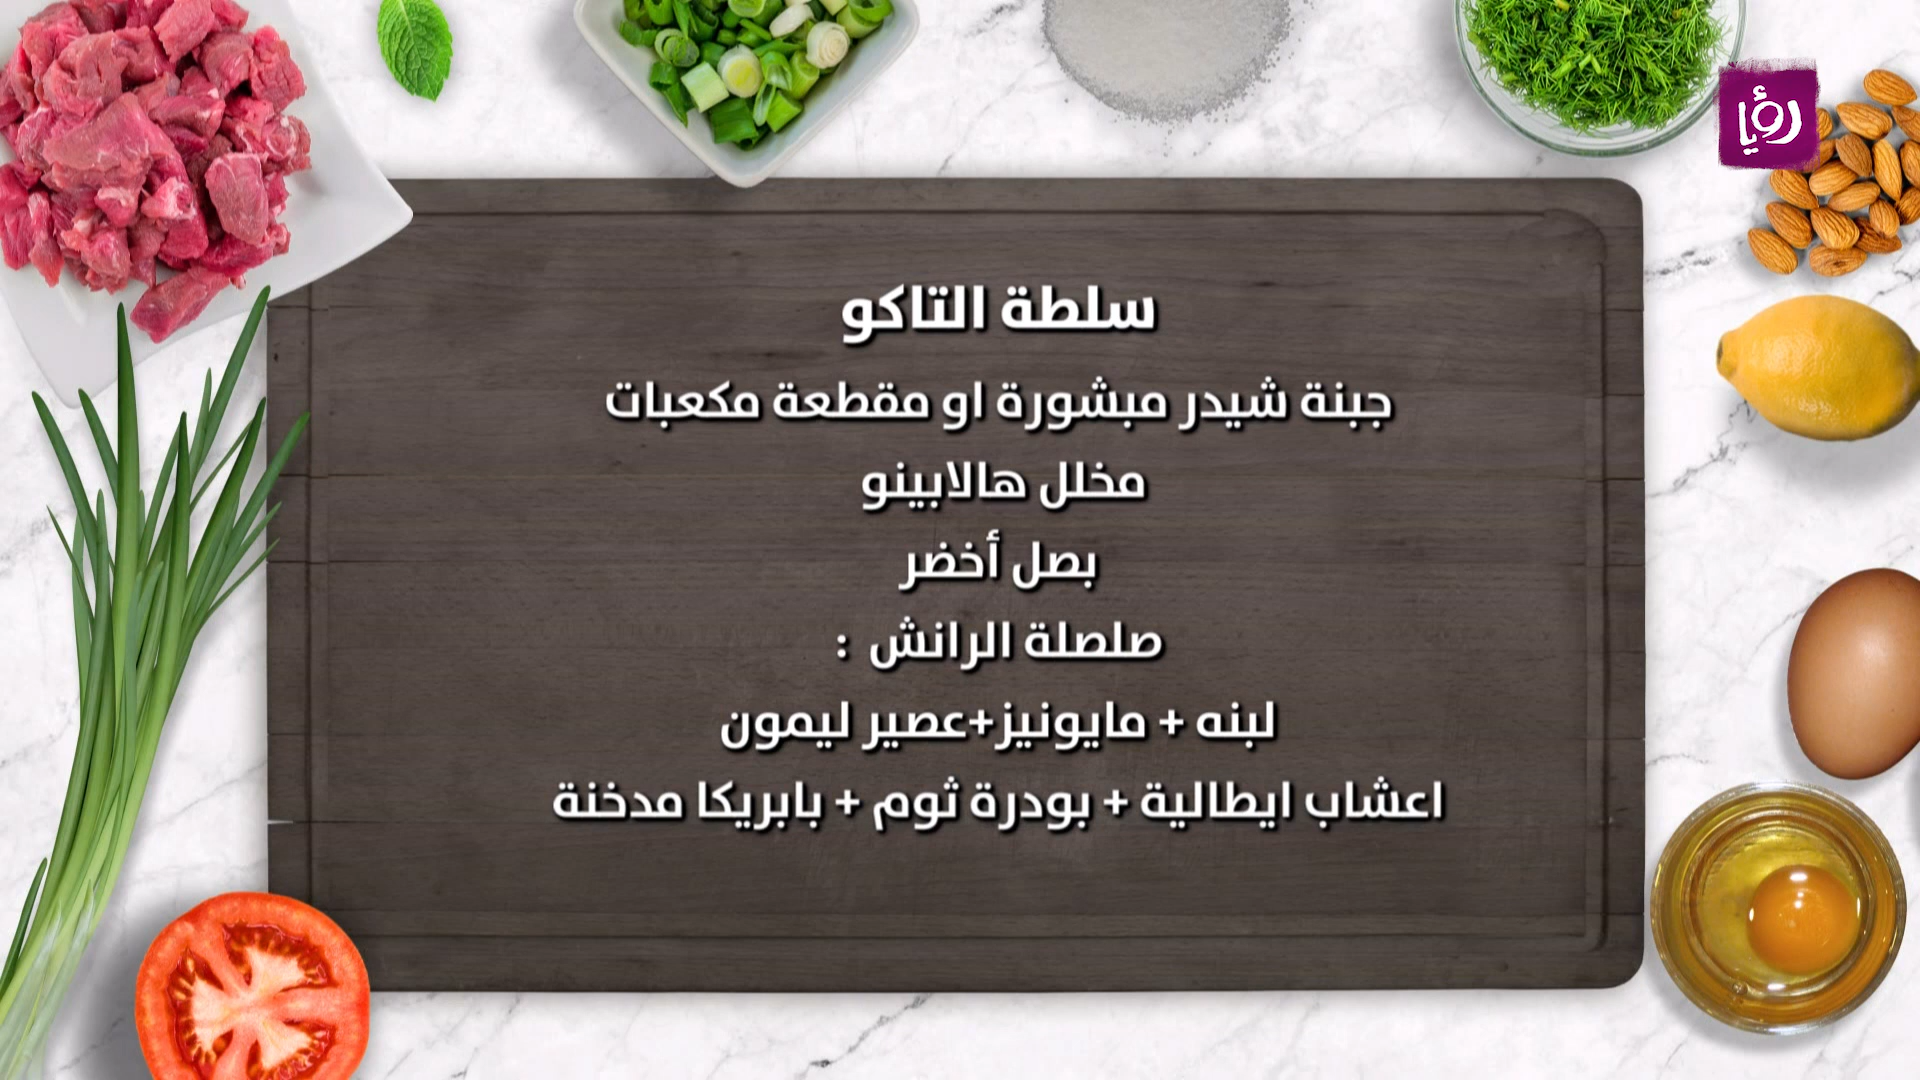 رؤيا
سلطة التاكو
جبنة شيدر مبشورة او مقطعة مكعبات
مخلل هالابينو
بصل أخضر
صلصلة الرانش :
لبنه + مايونيز+عصير ليمون
اعشاب ايطالية + بودرة ثوم + بابريكا مدخنة